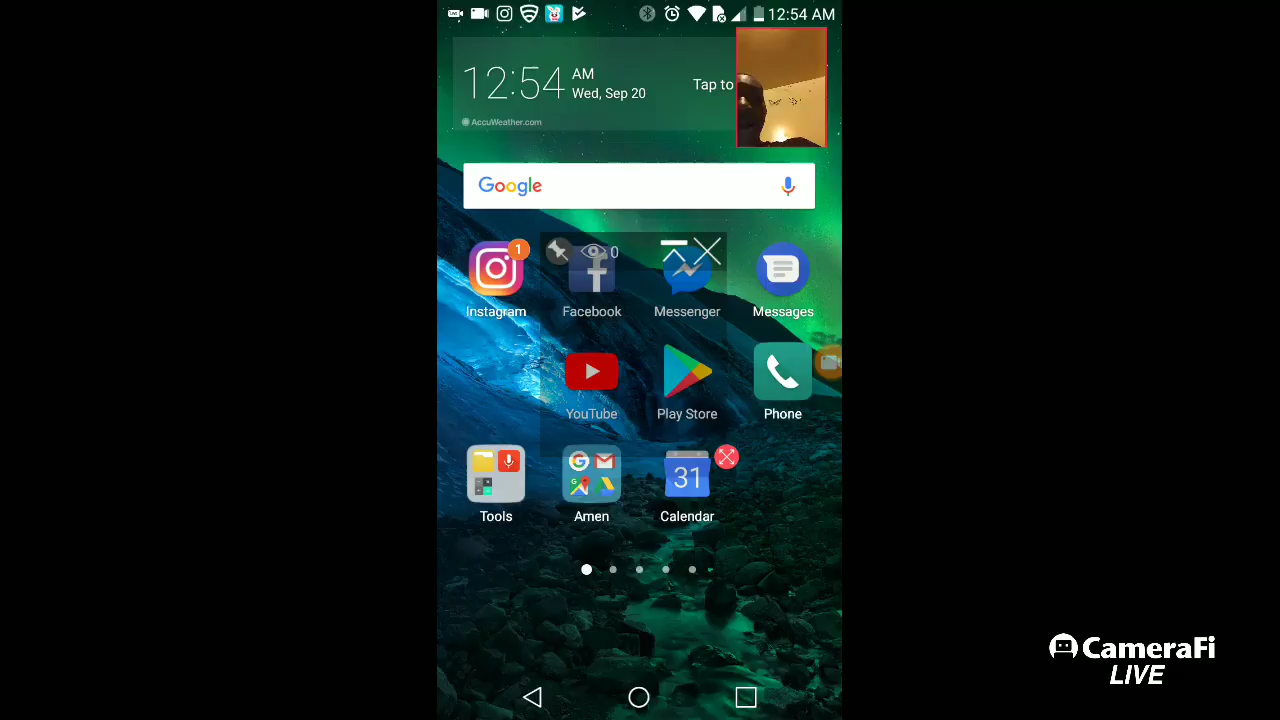 12:54 AM
12:54 AM
Wed, Sep 20
Tap to
AccuWeather.com
Google
1
0
Instagram
Facebook
Messenger
Messages
YouTube
Play Store
Phone
31
Tools
Amen
Calendar
CameraFi
LIVE